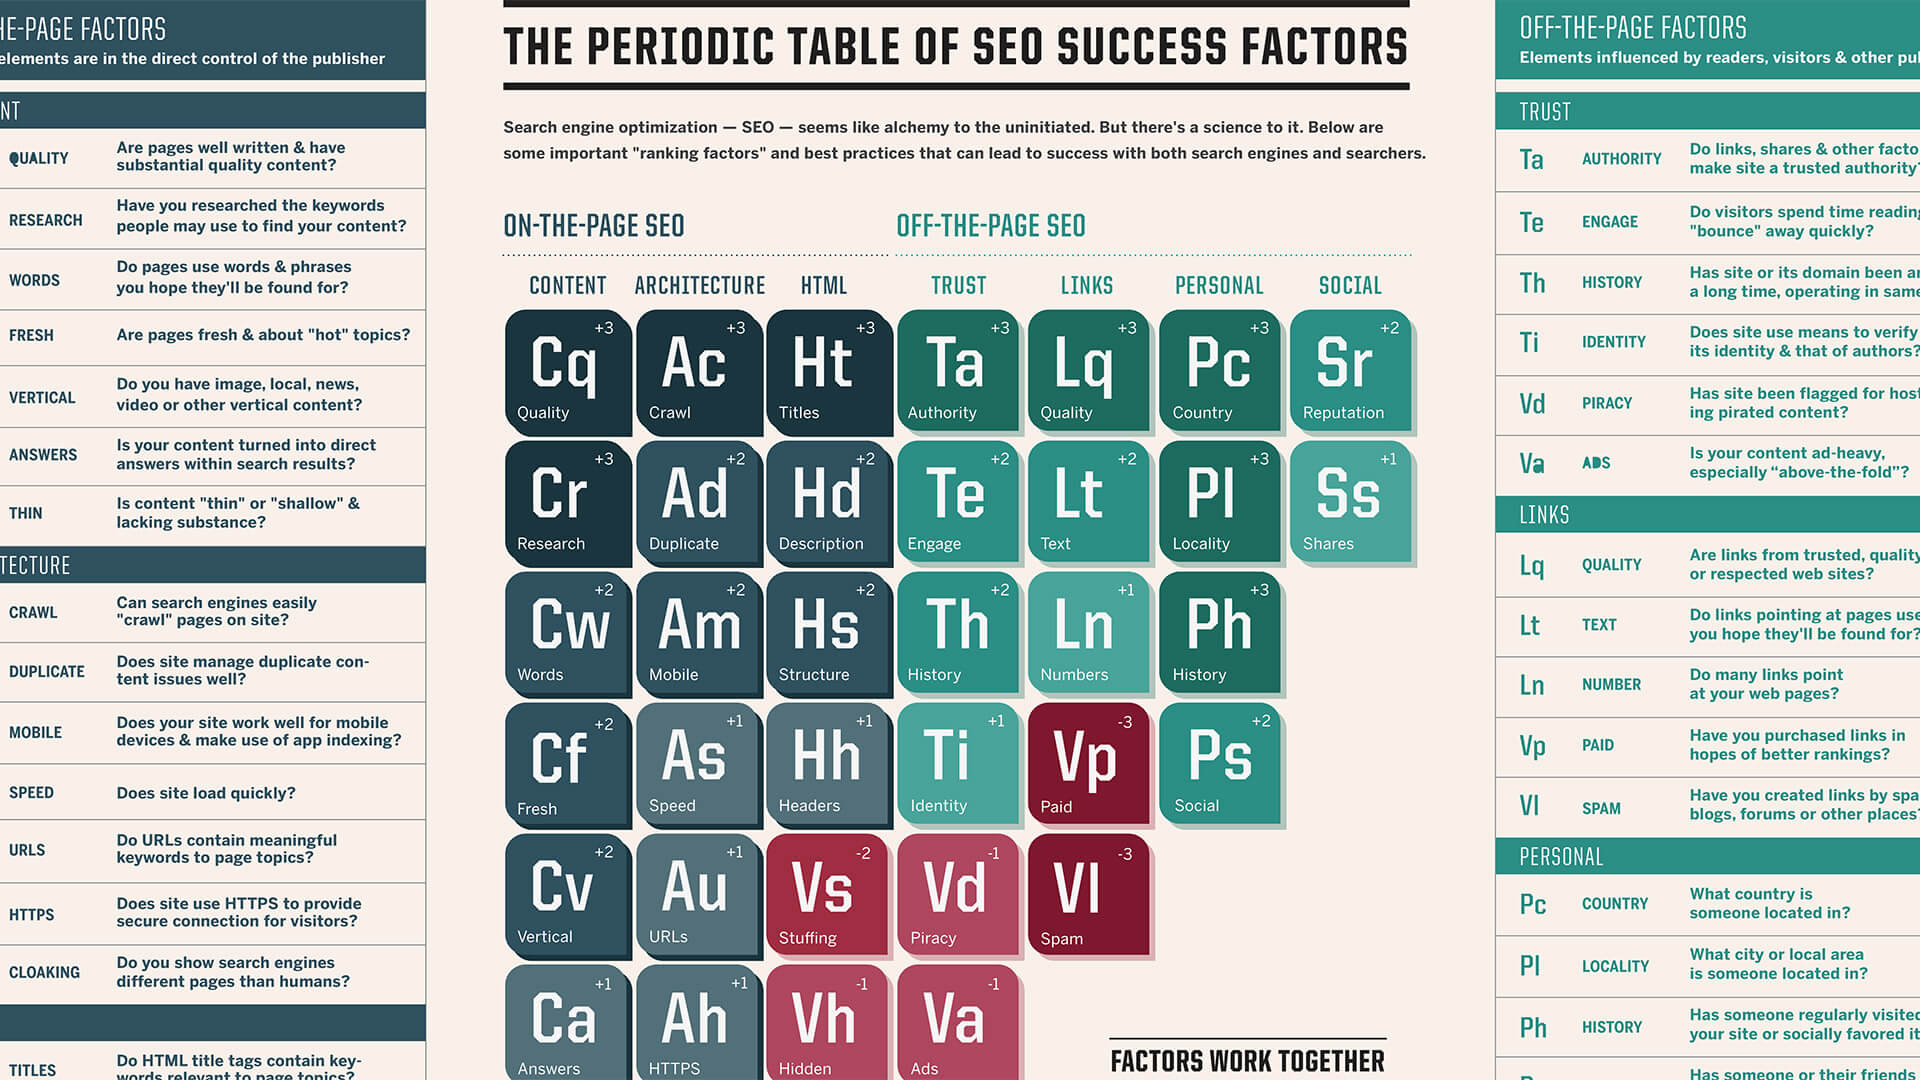 HE-PAGE FACTORS
elements are in the direct control of the publisher
NT
QUALITY
Are pages well written & have
substantial quality content?
RESEARCH
Have you researched the keywords
people may use to find your content?
WORDS
Do pages use words & phrases
you hope they'll be found for?
FRESH
Are pages fresh & about "hot" topics?
VERTICAL
Do you have image, local, news,
video or other vertical content?
ANSWERS
Is your content turned into direct
answers within search results?
THIN
Is content "thin" or "shallow" &
lacking substance?
TECTURE
CRAWL
Can search engines easily
"crawl" pages on site?
DUPLICATE
Does site manage duplicate con-
tent issues well?
MOBILE
Does your site work well for mobile
devices & make use of app indexing?
SPEED
Does site load quickly?
URLS
Do URLs contain meaningful
keywords to page topics?
HTTPS
Does site use HTTPS to provide
secure connection for visitors?
CLOAKING
Do you show search engines
different pages than humans?
TITLES
Do HTML title tags contain key-
words relevant to page topics?
THE PERIODIC TABLE OF SEO SUCCESS FACTORS
Search engine optimization — SEO — seems like alchemy to the uninitiated. But there's a science to it. Below are
some important "ranking factors" and best practices that can lead to success with both search engines and searchers.
ON-THE-PAGE SEO OFF-THE-PAGE SEO
CONTENT ARCHITECTURE HTML TRUST LINKS PERSONAL SOCIAL
+3 +3 +3 +3 +3 +3 +2
Cq Ac Ht Ta Lq Pc Sr
Quality Crawl Titles Authority Quality Country Reputation
+3 +2 +2 +2 +2 +3 +1
Cr Ad Hd Te Lt Pl Ss
Research Duplicate Description Engage Text Locality Shares
+2 +2 +2 +2 +1 +3
Cw Am Hs Th Ln Ph
Words Mobile Structure History Numbers History
+2 +1 +1 +1 -3 +2
Cf As Hh Ti Vp Ps
Fresh Speed Headers Identity Paid Social
+2 +1 -2 -1 -3
Cv Au Vs Vd Vl
Vertical URLs Stuffing Piracy Spam
+1 +1 -1 -1
Ca Ah Vh Va
Answers HTTPS Hidden Ads
FACTORS WORK TOGETHER
OFF-THE-PAGE FACTORS
Elements influenced by readers, visitors & other pu
TRUST
Ta AUTHORITY
Do links, shares & other facto
make site a trusted authority?
Te ENGAGE
Do visitors spend time reading
"bounce" away quickly?
Th HISTORY
Has site or its domain been ar
a long time, operating in same
Ti IDENTITY
Does site use means to verify
its identity & that of authors?
Vd PIRACY
Has site been flagged for host
ing pirated content?
Va ADS
Is your content ad-heavy,
especially “above-the-fold”?
LINKS
Lq QUALITY
Are links from trusted, quality
or respected web sites?
Lt TEXT
Do links pointing at pages use
you hope they'll be found for?
Ln NUMBER
Do many links point
at your web pages?
Vp PAID
Have you purchased links in
hopes of better rankings?
Vl SPAM
Have you created links by spa
blogs, forums or other places?
PERSONAL
Pc COUNTRY
What country is
someone located in?
Pl LOCALITY
What city or local area
is someone located in?
Ph HISTORY
Has someone regularly visited
your site or socially favored it
Has someone or their friends